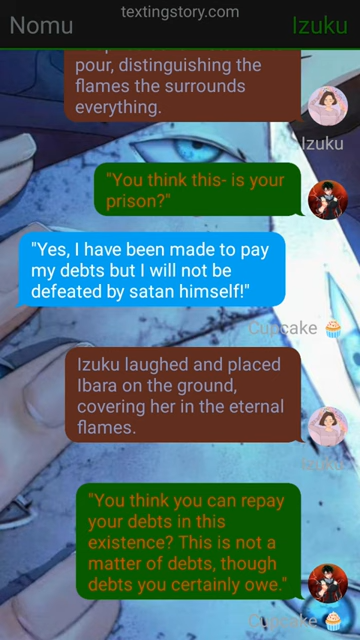 textingstory.com
Nomu Izuku
pour, distinguishing the
flames the surrounds
everything.
Izuku
"You think this- is your
prison?"
"Yes, I have been made to pay
my debts but I will not be
defeated by satan himself!"
Cupcake 🧁
Izuku laughed and placed
Ibara on the ground,
covering her in the eternal
flames.
Izuku
"You think you can repay
your debts in this
existence? This is not a
matter of debts, though
debts you certainly owe."
Cupcake 🧁